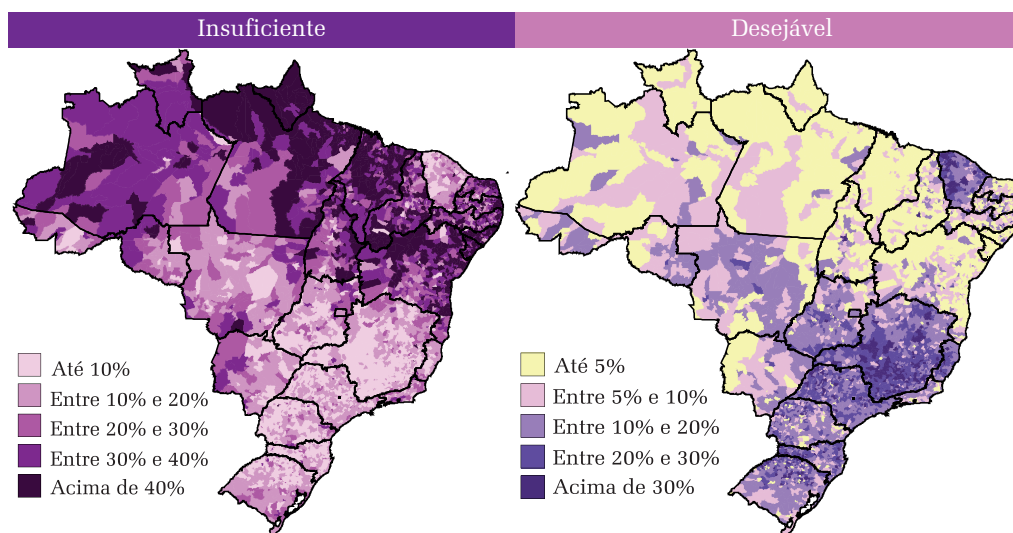 Insuficiente
Desejável
Até 10%
Entre 10% e 20%
Entre 20% e 30%
Entre 30% e 40%
Acima de 40%
Até 5%
Entre 5% e 10%
Entre 10% e 20%
Entre 20% e 30%
Acima de 30%